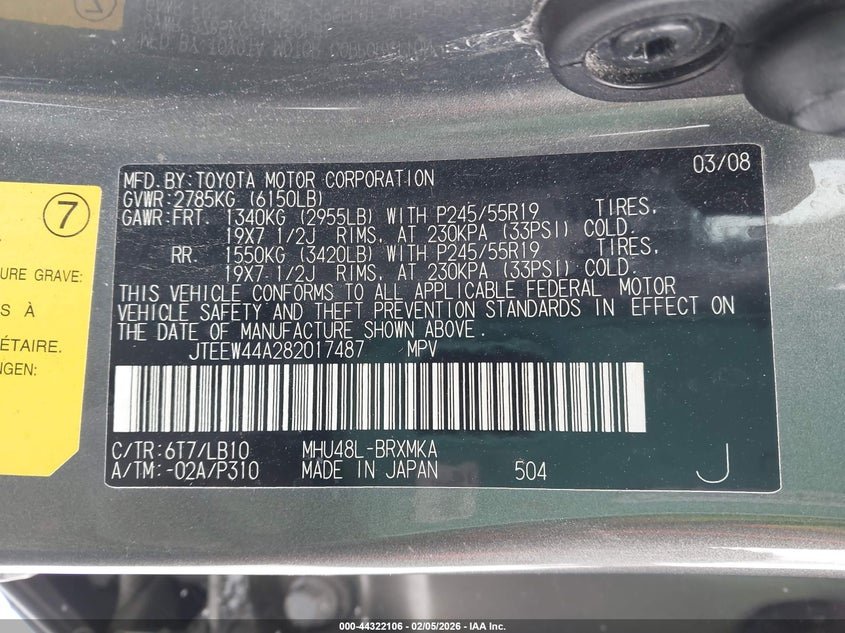 7
URE GRAVE:
S À
ÉTAIRE.
NGEN:
MFD. BY: TOYOTA MOTOR CORPORATION 03/08
GVWR: 2785KG (6150LB)
GAWR: FRT. 1340KG (2955LB) WITH P245/55R19 TIRES,
19X7 1/2J RIMS, AT 230KPA (33PSI) COLD.
RR. 1550KG (3420LB) WITH P245/55R19 TIRES,
19X7 1/2J RIMS, AT 230KPA (33PSI) COLD.
THIS VEHICLE CONFORMS TO ALL APPLICABLE FEDERAL MOTOR
VEHICLE SAFETY AND THEFT PREVENTION STANDARDS IN EFFECT ON
THE DATE OF MANUFACTURE SHOWN ABOVE.
JTEEW44A282017487 MPV
C/TR: 6T7/LB10 MHU48L-BRXMKA
A/TM: -02A/P310 MADE IN JAPAN 504 J
000-44322106 - 02/05/2026 - IAA Inc.